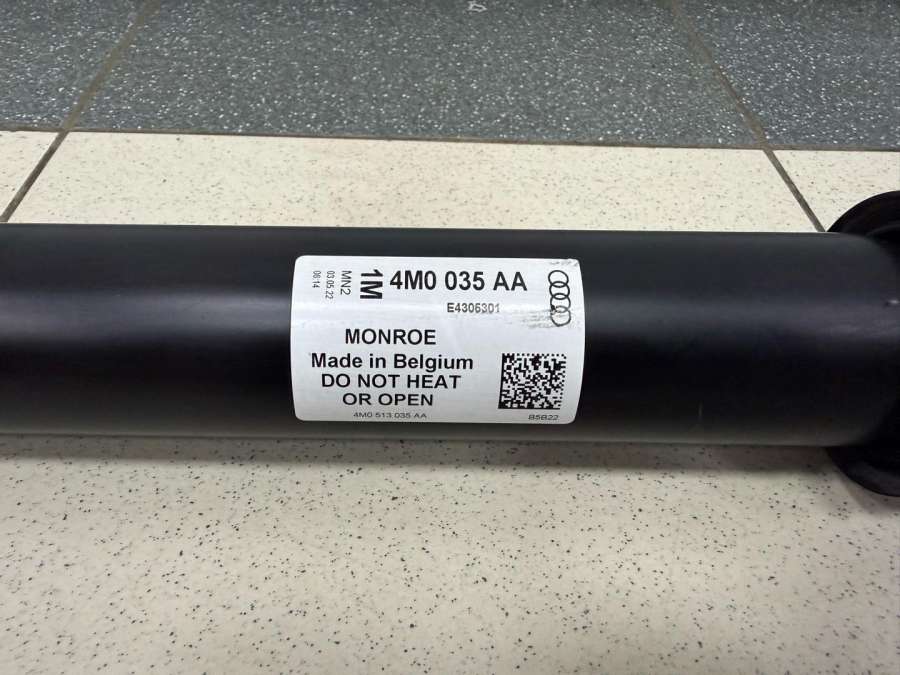 MN2
03.05.22
06:14
1M
4M0 035 AA
E4305301
MONROE
Made in Belgium
DO NOT HEAT
OR OPEN
4M0 513 035 AA
B5B22